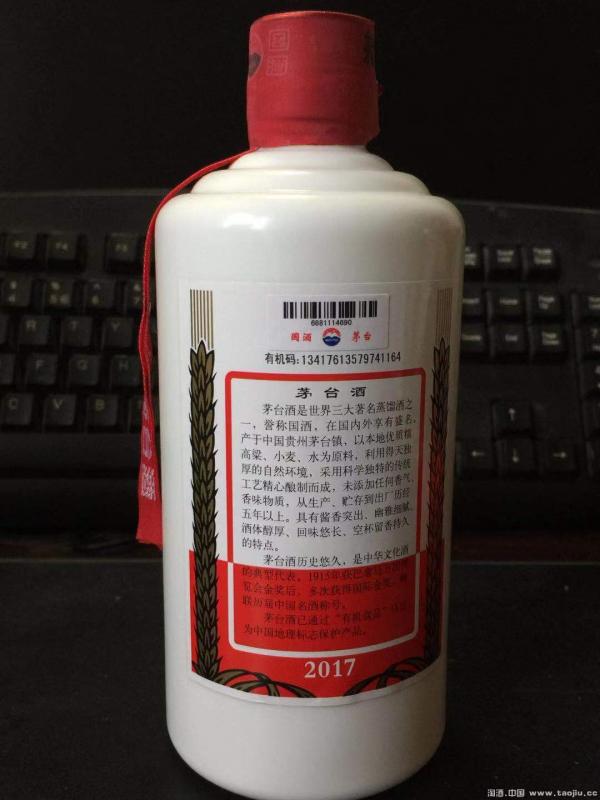 国酒
6681114690
国酒 茅台
有机码:13417613579741164
茅台酒
茅台酒是世界三大著名蒸馏酒之
一，誉称国酒，在国内外享有盛名。
产于中国贵州茅台镇，以本地优质糯
高粱、小麦、水为原料，利用得天独
厚的自然环境，采用科学独特的传统
工艺精心酿制而成，未添加任何香气、
香味物质，从生产、贮存到出厂历经
五年以上。具有酱香突出、幽雅细腻、
酒体醇厚、回味悠长、空杯留香持久
的特点。
茅台酒历史悠久，是中华文化酒
的典型代表。1915年获巴拿马万国博
览会金奖后，多次获得国际金奖，蝉
联历届中国名酒称号。
茅台酒已通过“有机食品”认证，
为中国地理标志保护产品。
2017
淘酒.中国 www.taojiu.cc